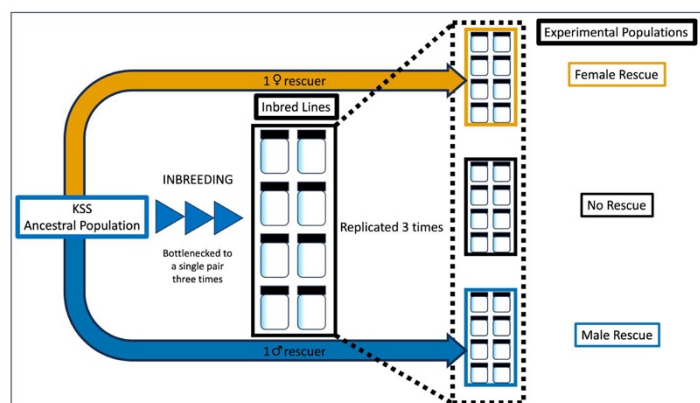 Experimental Populations
1♀ rescuer
Female Rescue
Inbred Lines
INBREEDING
KSS
Ancestral Population
Replicated 3 times
No Rescue
Bottlenecked to
a single pair
three times
Male Rescue
1♂ rescuer